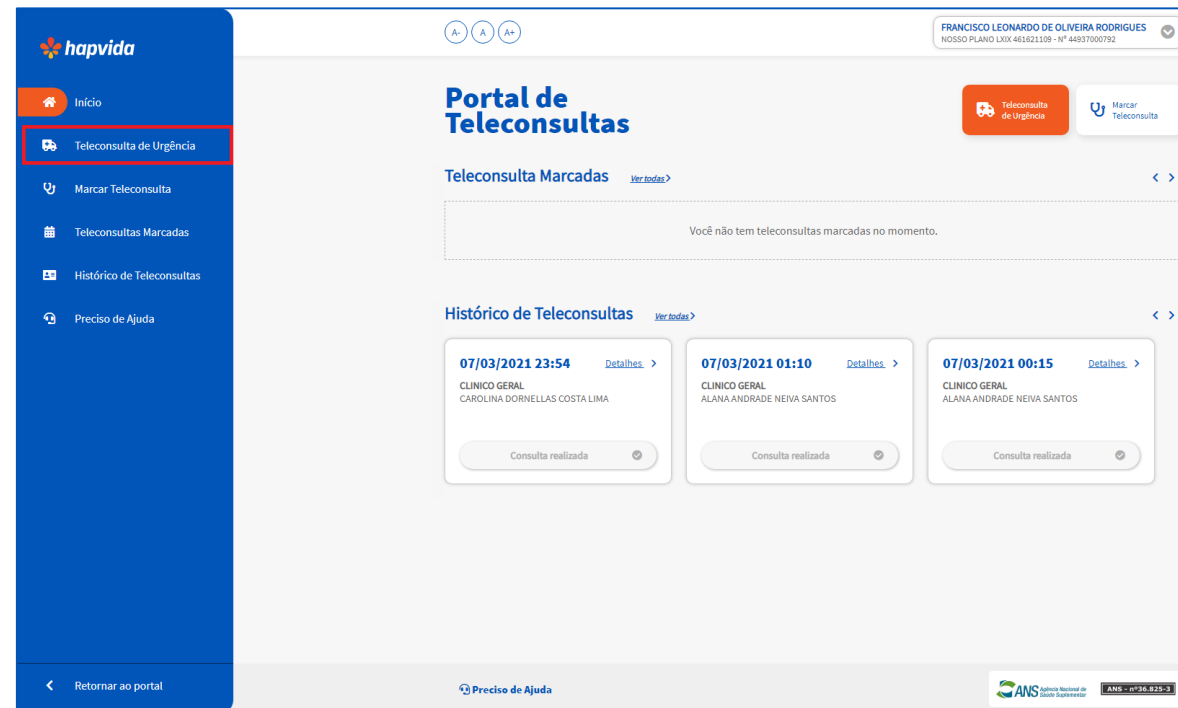 hapvida
Início
Teleconsulta de Urgência
Marcar Teleconsulta
Teleconsultas Marcadas
Histórico de Teleconsultas
Preciso de Ajuda
Retornar ao portal
A- A A+
FRANCISCO LEONARDO DE OLIVEIRA RODRIGUES
NOSSO PLANO LXIX 461621109 - Nº 44937000792
Portal de
Teleconsultas
Teleconsulta
de Urgência
Marcar
Teleconsulta
Teleconsulta Marcadas Ver todas >
< >
Você não tem teleconsultas marcadas no momento.
Histórico de Teleconsultas Ver todas >
< >
07/03/2021 23:54 Detalhes >
CLINICO GERAL
CAROLINA DORNELLAS COSTA LIMA
Consulta realizada
07/03/2021 01:10 Detalhes >
CLINICO GERAL
ALANA ANDRADE NEIVA SANTOS
Consulta realizada
07/03/2021 00:15 Detalhes >
CLINICO GERAL
ALANA ANDRADE NEIVA SANTOS
Consulta realizada
Preciso de Ajuda
ANS Agência Nacional de
Saúde Suplementar
ANS - nº36.825-3